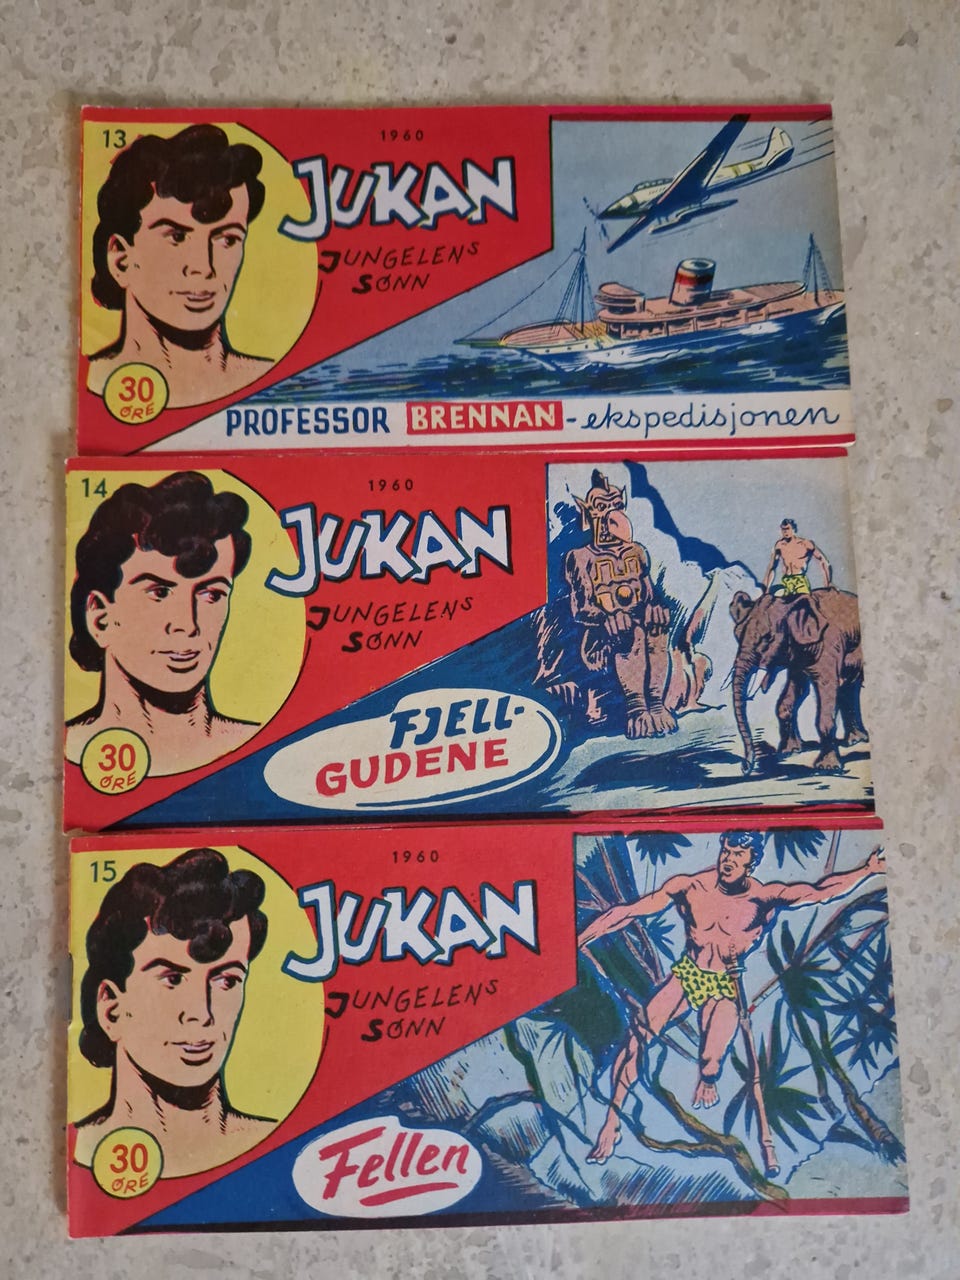 13
1960
JUKAN
JUNGELENS
SØNN
30
ØRE
PROFESSOR BRENNAN-ekspedisjonen
14
1960
JUKAN
JUNGELENS
SØNN
30
ØRE
FJELL-
GUDENE
15
1960
JUKAN
JUNGELENS
SØNN
30
ØRE
Fellen